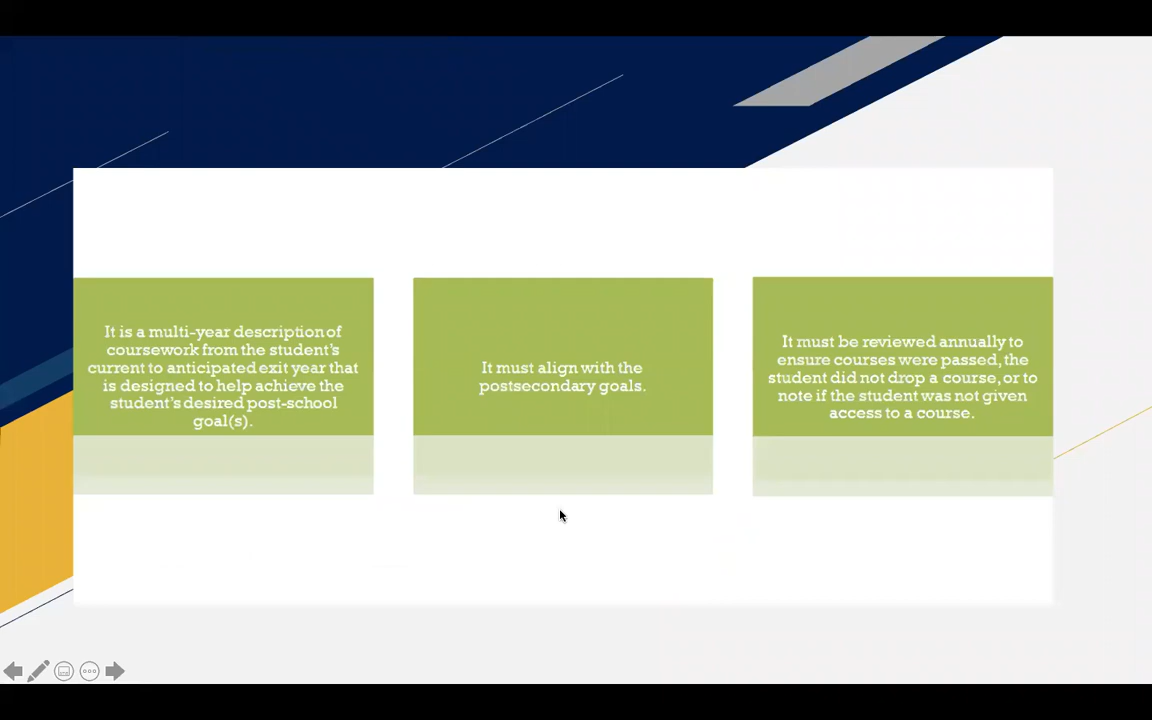 It is a multi-year description of
coursework from the student's
current to anticipated exit year that
is designed to help achieve the
student's desired post-school
goal(s).
It must align with the
postsecondary goals.
It must be reviewed annually to
ensure courses were passed, the
student did not drop a course, or to
note if the student was not given
access to a course.